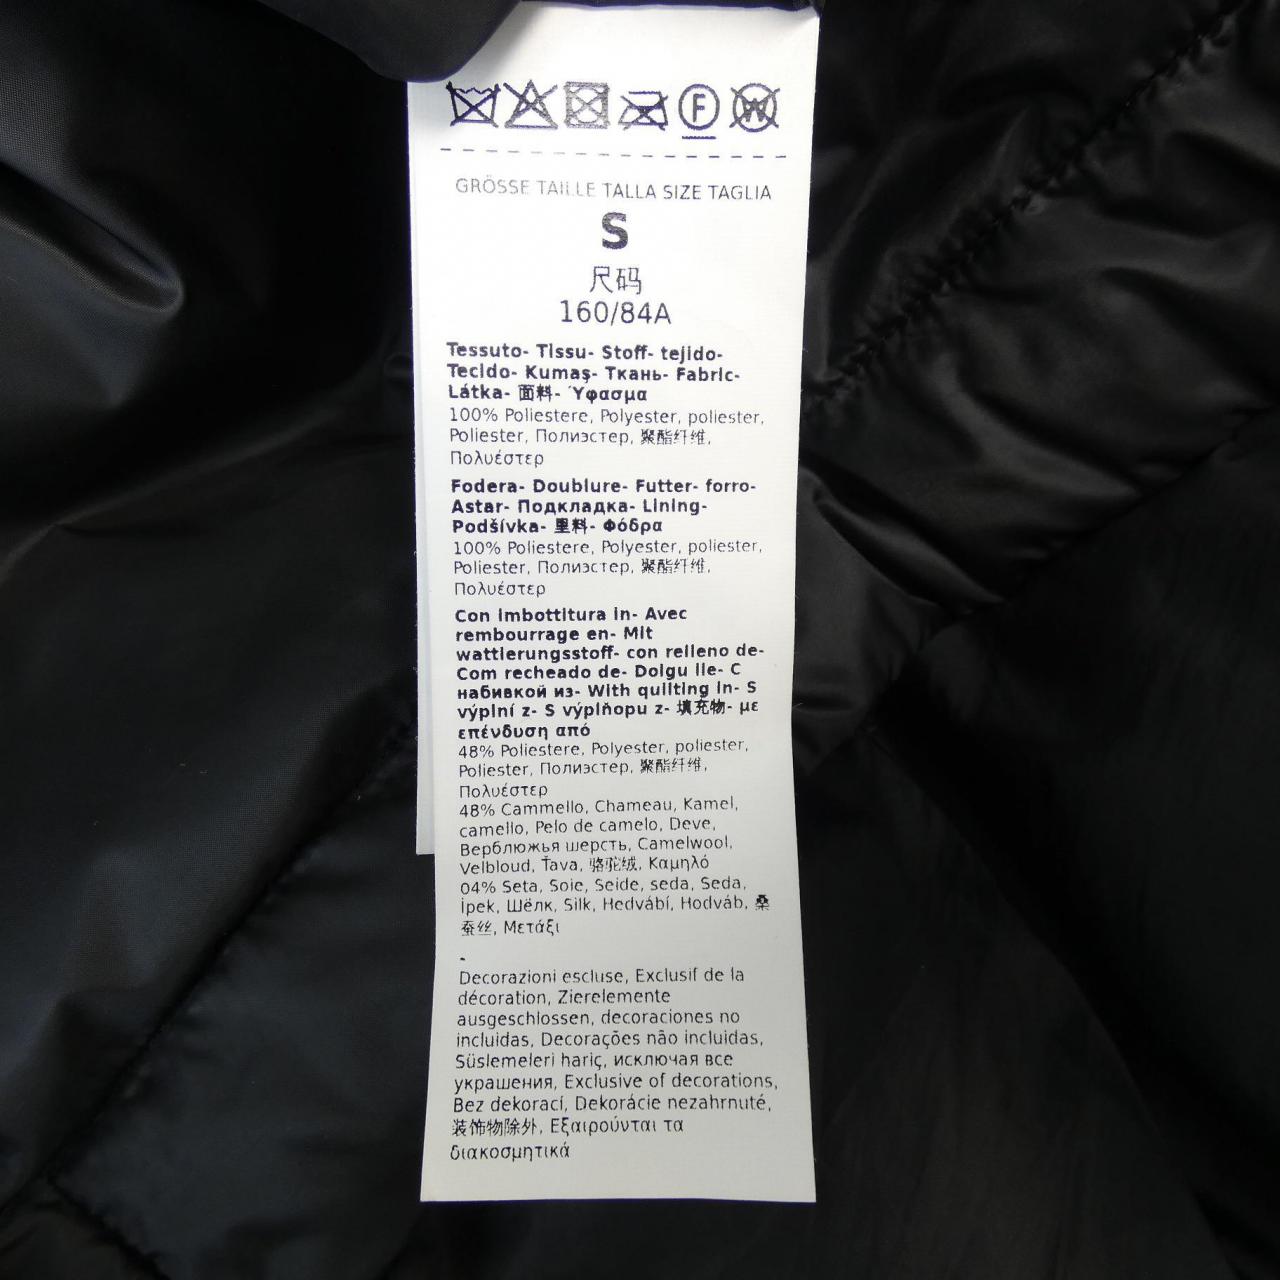 F W
GRÖSSE TAILLE TALLA SIZE TAGLIA
S
尺码
160/84A
Tessuto- Tissu- Stoff- tejido-
Tecido- Kumaş- Ткань- Fabric-
Látka- 面料- Ύφασμα
100% Poliestere, Polyester, poliester,
Poliester, Полиэстер, 聚酯纤维,
Πολυέστερ
Fodera- Doublure- Futter- forro-
Astar- Подкладка- Lining-
Podšívka- 里料- Φόδρα
100% Poliestere, Polyester, poliester,
Poliester, Полиэстер, 聚酯纤维,
Πολυέστερ
Con imbottitura in- Avec
rembourrage en- Mit
wattierungsstoff- con relleno de-
Com recheado de- Dolgu ile- С
набивкой из- With quilting in- S
výplní z- S výplňopu z- 填充物- με
επένδυση από
48% Poliestere, Polyester, poliester,
Poliester, Полиэстер, 聚酯纤维,
Πολυέστερ
48% Cammello, Chameau, Kamel,
camello, Pelo de camelo, Deve,
Верблюжья шерсть, Camelwool,
Velbloud, Ťava, 骆驼绒, Καμηλό
04% Seta, Soie, Seide, seda, Seda,
İpek, Шёлк, Silk, Hedvábí, Hodváb, 桑
蚕丝, Μετάξι
-
Decorazioni escluse, Exclusif de la
décoration, Zierelemente
ausgeschlossen, decoraciones no
incluidas, Decorações não incluidas,
Süslemeleri hariç, исключая все
украшения, Exclusive of decorations,
Bez dekorací, Dekorácie nezahrnuté,
装饰物除外, Εξαιρούνται τα
διακοσμητικά